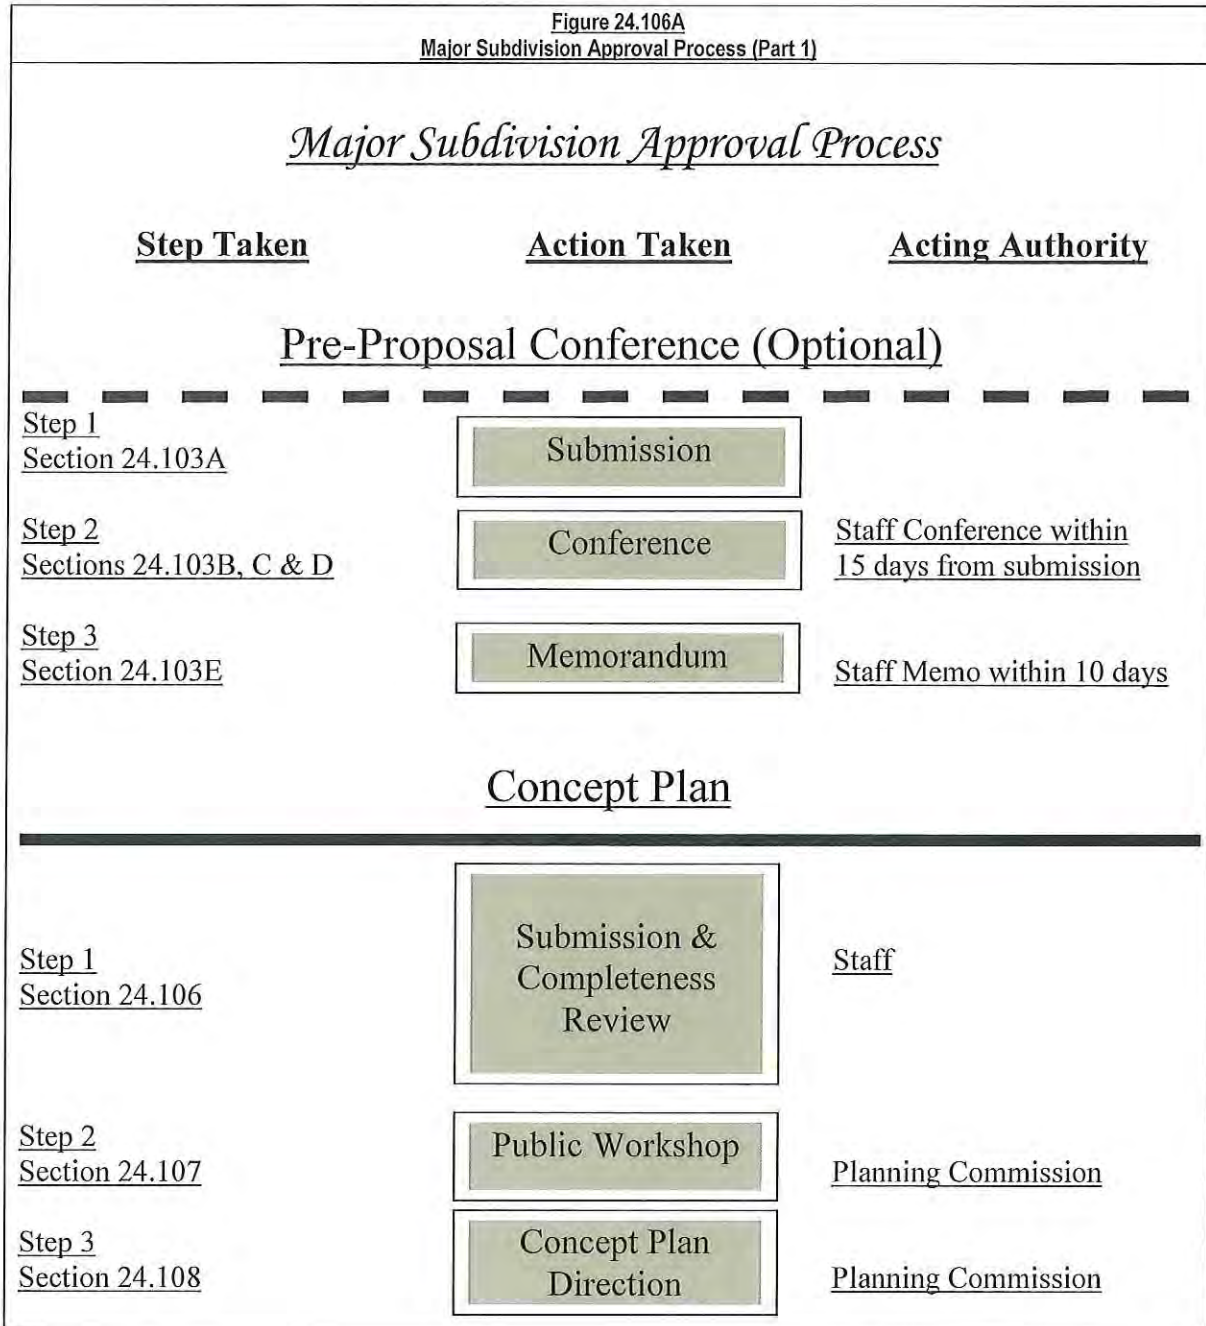 Figure 24.106A
Major Subdivision Approval Process (Part 1)
Major Subdivision Approval Process
Step Taken Action Taken Acting Authority
Pre-Proposal Conference (Optional)
Step 1
Section 24.103A
Submission
Step 2
Sections 24.103B, C & D
Conference
Staff Conference within
15 days from submission
Step 3
Section 24.103E
Memorandum
Staff Memo within 10 days
Concept Plan
Step 1
Section 24.106
Submission &
Completeness
Review
Staff
Step 2
Section 24.107
Public Workshop
Planning Commission
Step 3
Section 24.108
Concept Plan
Direction
Planning Commission